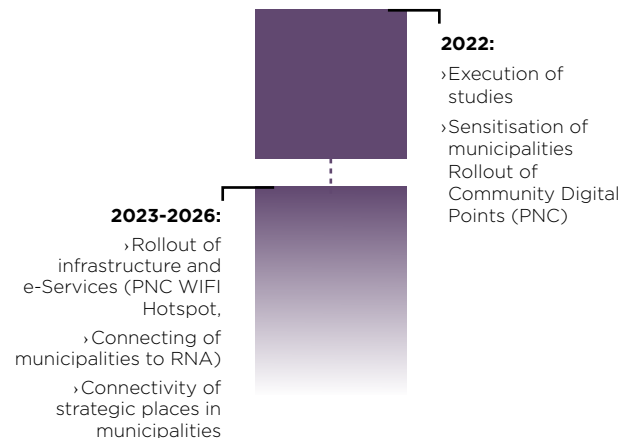 2022:
›Execution of
studies
›Sensitisation of
municipalities
Rollout of
Community Digital
Points (PNC)
2023-2026:
›Rollout of
infrastructure and
e-Services (PNC WIFI
Hotspot,
›Connecting of
municipalities to RNA)
›Connectivity of
strategic places in
municipalities